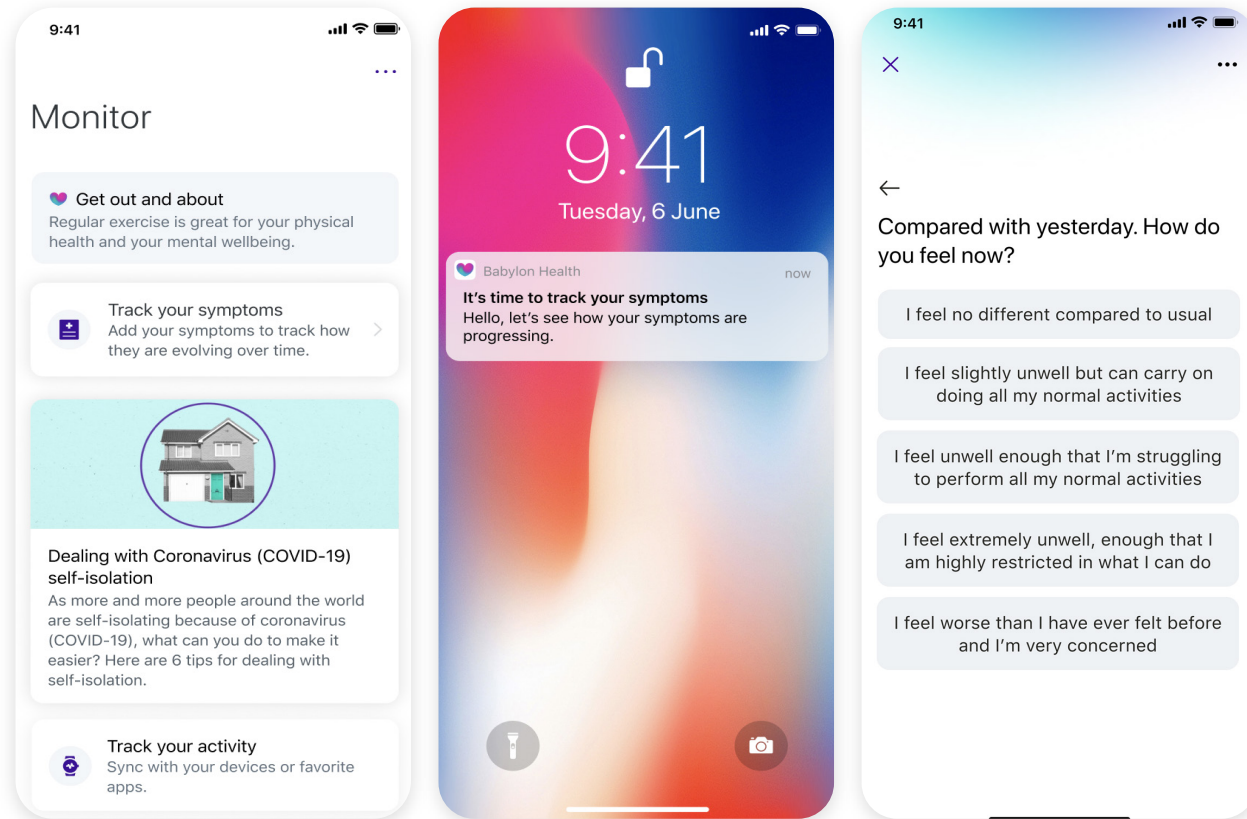 9:41
Monitor
Get out and about
Regular exercise is great for your physical
health and your mental wellbeing.
Track your symptoms
Add your symptoms to track how
they are evolving over time.
Dealing with Coronavirus (COVID-19)
self-isolation
As more and more people around the world
are self-isolating because of coronavirus
(COVID-19), what can you do to make it
easier? Here are 6 tips for dealing with
self-isolation.
Track your activity
Sync with your devices or favorite
apps.
9:41
Tuesday, 6 June
Babylon Health now
It’s time to track your symptoms
Hello, let’s see how your symptoms are
progressing.
9:41
Compared with yesterday. How do
you feel now?
I feel no different compared to usual
I feel slightly unwell but can carry on
doing all my normal activities
I feel unwell enough that I’m struggling
to perform all my normal activities
I feel extremely unwell, enough that I
am highly restricted in what I can do
I feel worse than I have ever felt before
and I’m very concerned